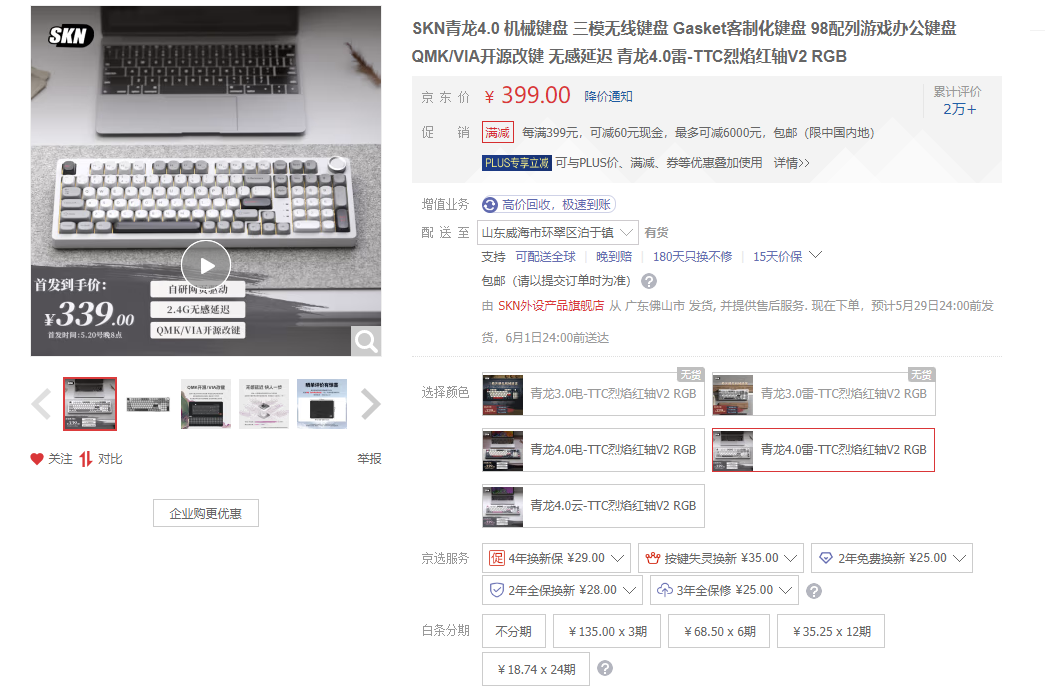 SKN
首发到手价：
¥339.00
首发时间：5.20号晚8点
自研网页驱动
2.4G无感延迟
QMK/VIA开源改键
关注
对比
举报
企业购更优惠
SKN青龙4.0 机械键盘 三模无线键盘 Gasket客制化键盘 98配列游戏办公键盘
QMK/VIA开源改键 无感延迟 青龙4.0雷-TTC烈焰红轴V2 RGB
京东价 ¥ 399.00 降价通知
累计评价
2万+
促销 满减 每满399元，可减60元现金，最多可减6000元，包邮（限中国内地）
PLUS专享立减 可与PLUS价、满减、券等优惠叠加使用 详情>>
增值业务 高价回收，极速到账
配送至 山东威海市环翠区泊于镇 有货
支持 可配送全球 晚到赔 180天只换不修 15天价保
包邮（请以提交订单时为准） ?
由 SKN外设产品旗舰店 从 广东佛山市 发货, 并提供售后服务. 现在下单，预计5月29日24:00前发
货，6月1日24:00前送达
选择颜色
无货
青龙3.0电-TTC烈焰红轴V2 RGB
无货
青龙3.0雷-TTC烈焰红轴V2 RGB
青龙4.0电-TTC烈焰红轴V2 RGB
青龙4.0雷-TTC烈焰红轴V2 RGB
青龙4.0云-TTC烈焰红轴V2 RGB
京选服务 促 4年换新保 ¥29.00 按键失灵换新 ¥35.00 2年免费换新 ¥25.00
2年全保换新 ¥28.00 3年全保修 ¥25.00 ?
白条分期 不分期 ¥135.00 x 3期 ¥68.50 x 6期 ¥35.25 x 12期
¥18.74 x 24期 ?